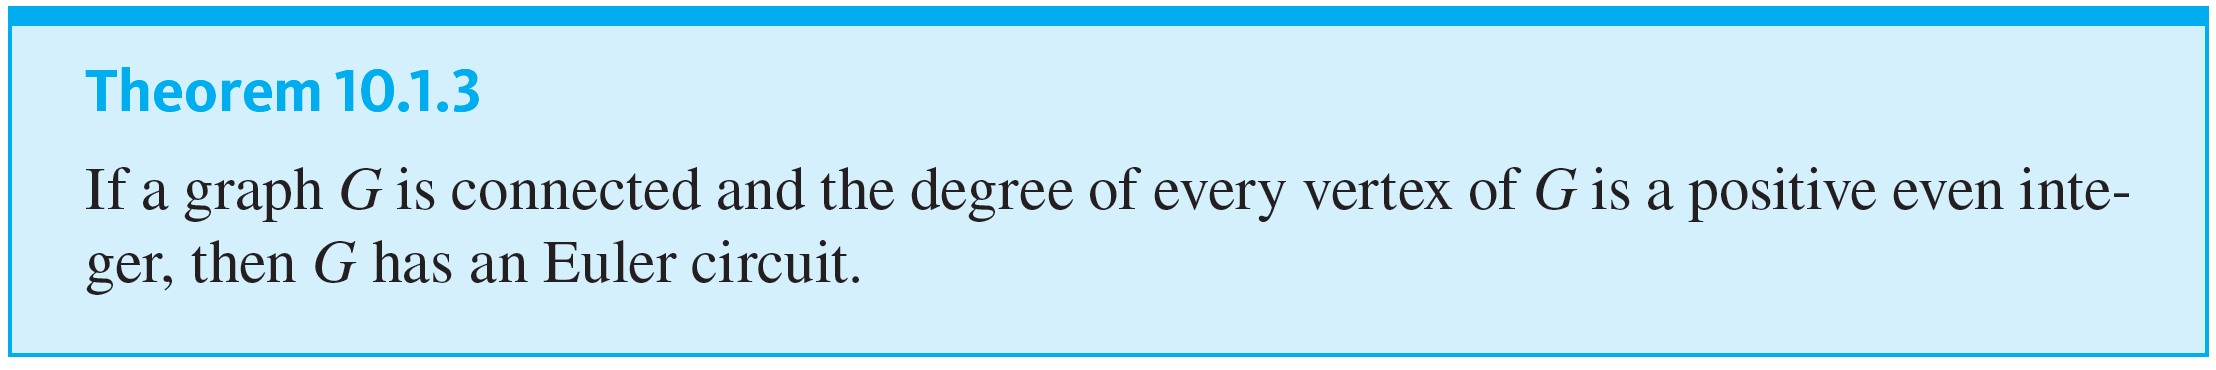 Theorem 10.1.3
If a graph G is connected and the degree of every vertex of G is a positive even inte-
ger, then G has an Euler circuit.